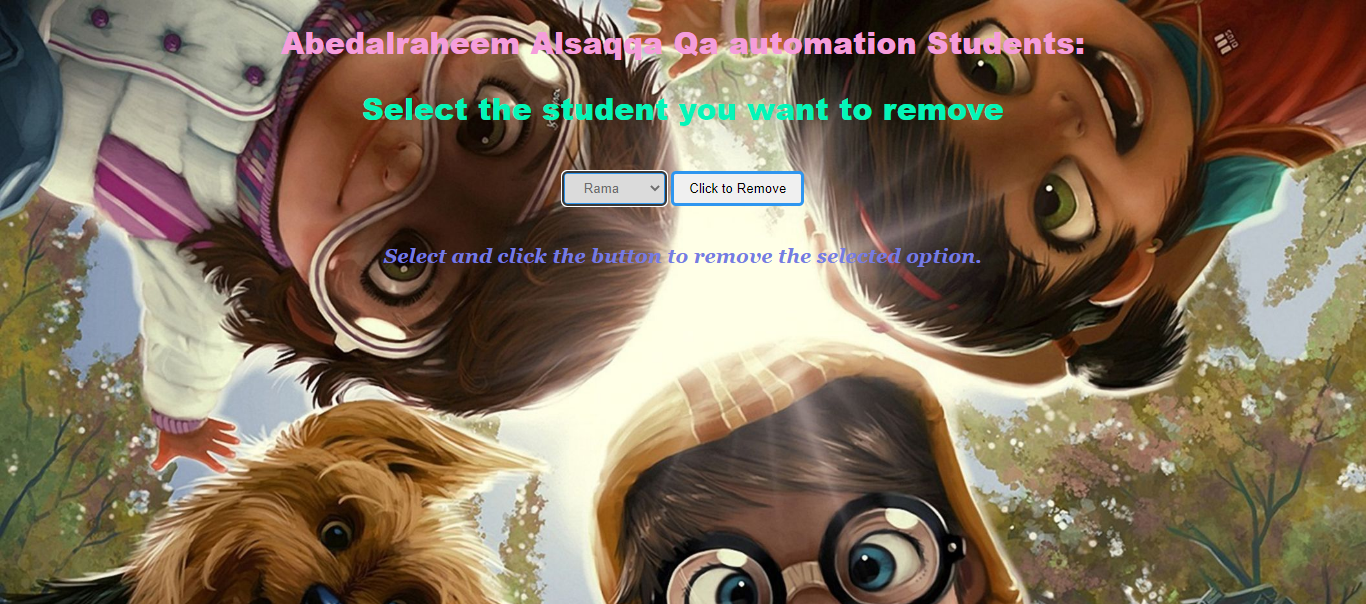 Abedalraheem Alsaqqa Qa automation Students:
Select the student you want to remove
Rama
Click to Remove
Select and click the button to remove the selected option.